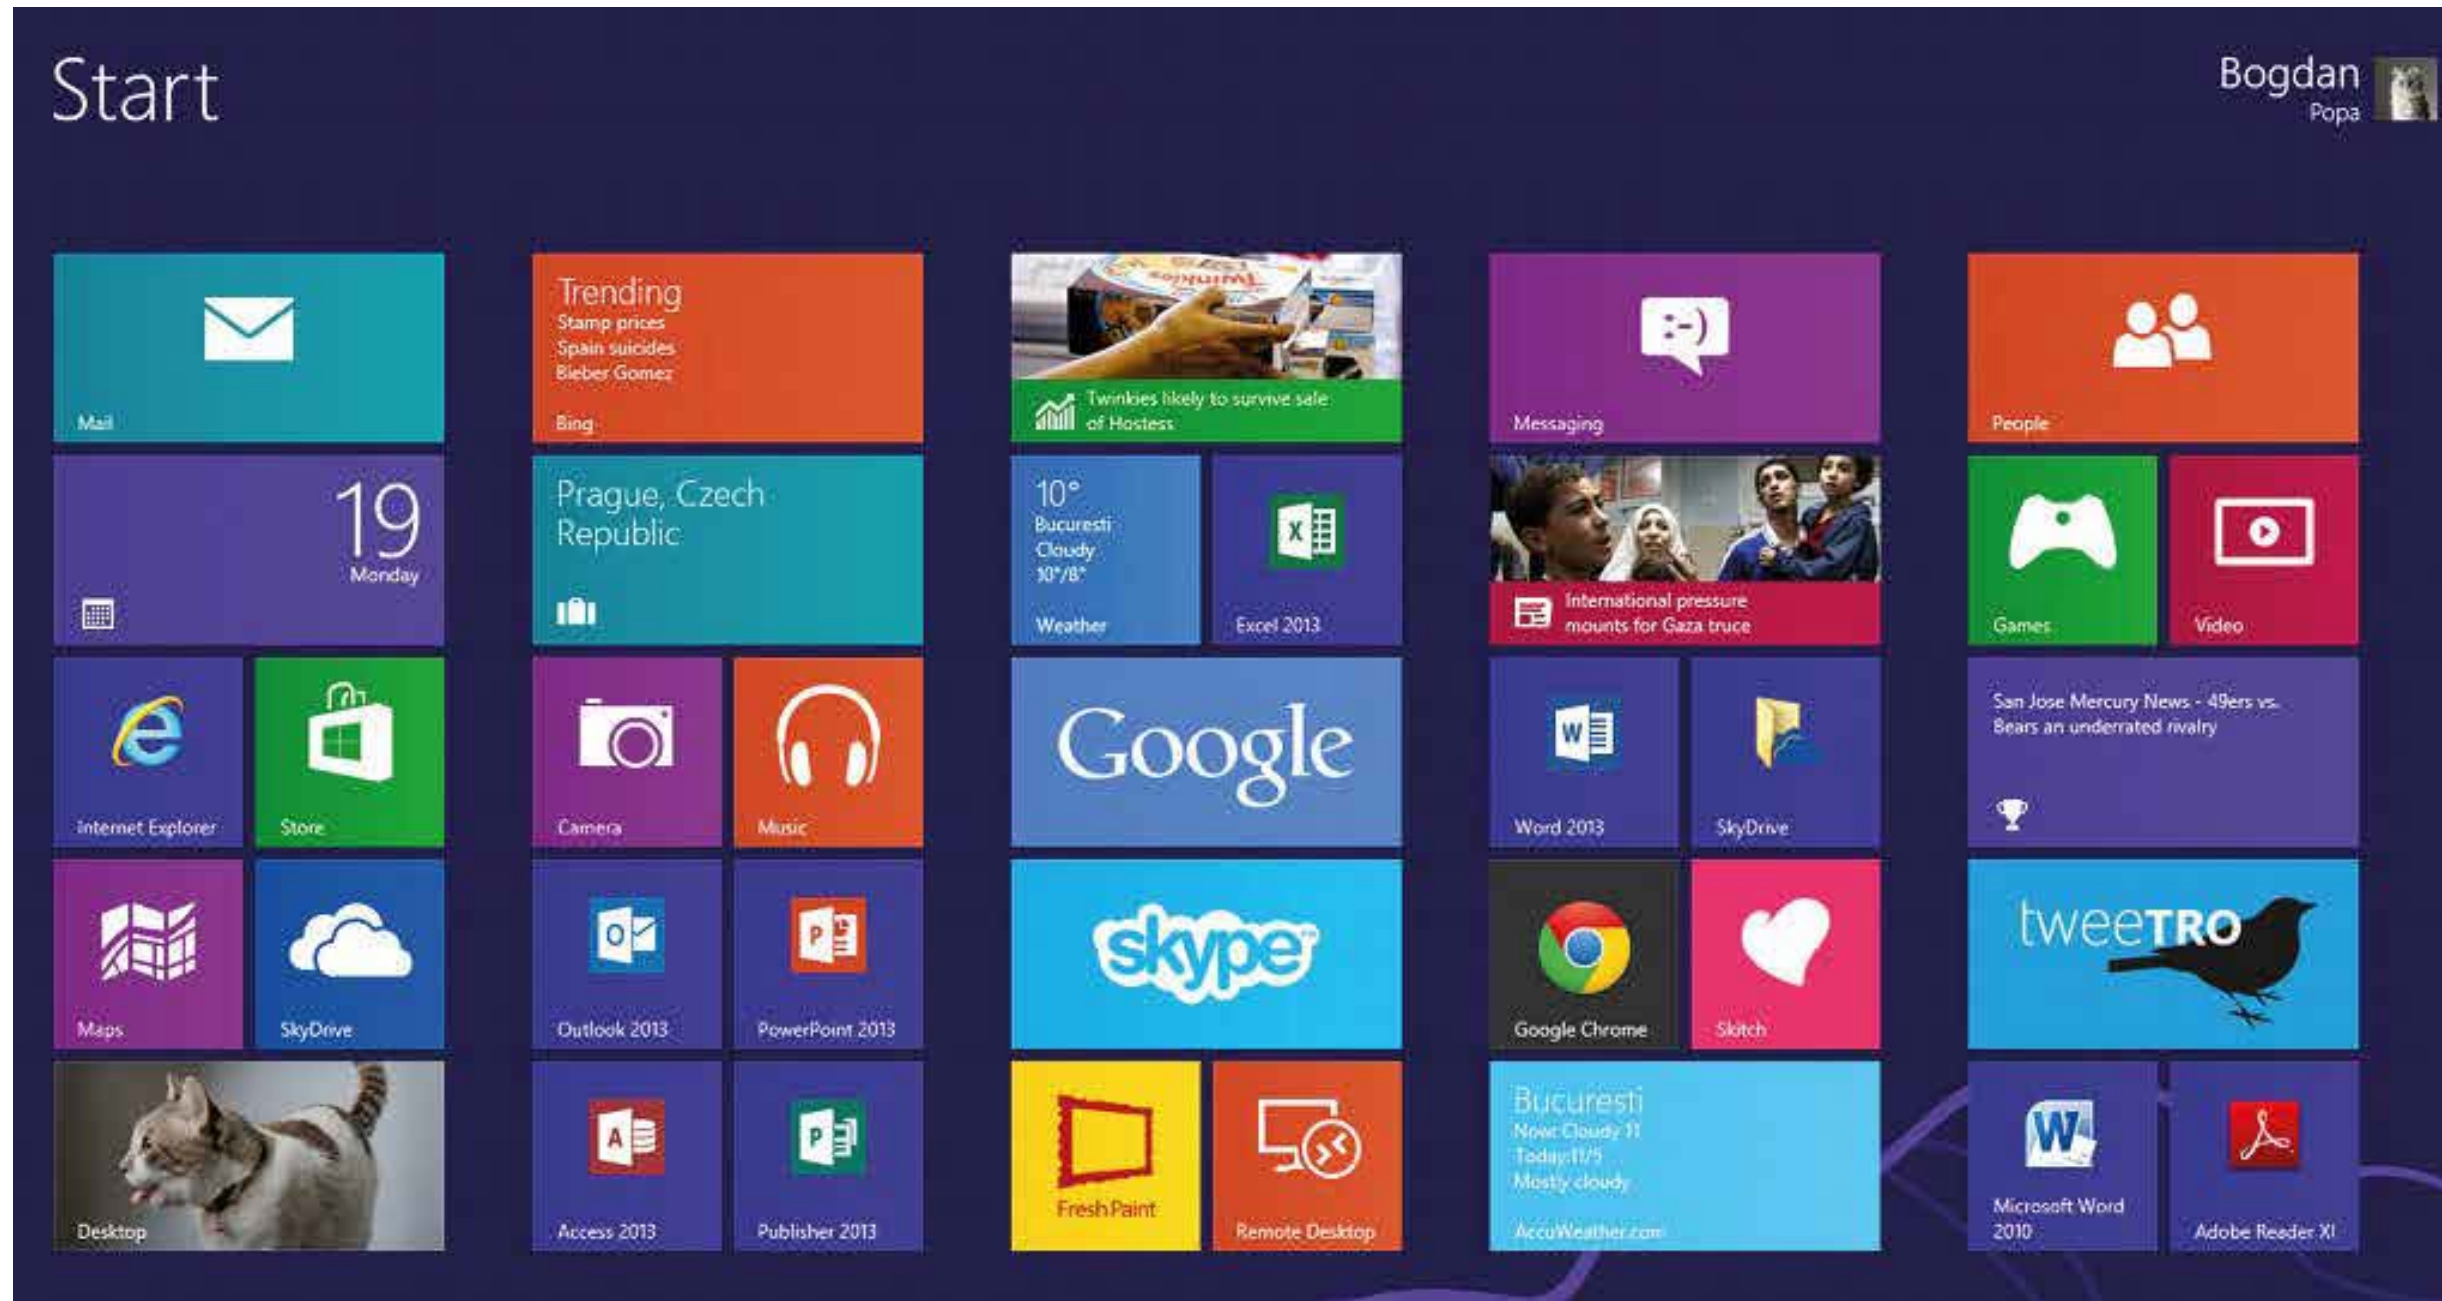 Start
Bogdan
Popa
Mail
19
Monday
Internet Explorer
Store
Maps
SkyDrive
Desktop
Trending
Stamp prices
Spain suicides
Bieber Gomez
Bing
Prague, Czech
Republic
Camera
Music
Outlook 2013
PowerPoint 2013
Access 2013
Publisher 2013
Twinkies
Twinkies likely to survive sale
of Hostess
10°
Bucuresti
Cloudy
10°/8°
Weather
X
Excel 2013
Google
skype™
Fresh Paint
Remote Desktop
:-)
Messaging
International pressure
mounts for Gaza truce
W
Word 2013
SkyDrive
Google Chrome
Skitch
Bucuresti
Now: Cloudy 11
Today:11/5
Mostly cloudy
AccuWeather.com
People
Games
Video
San Jose Mercury News - 49ers vs.
Bears an underrated rivalry
tweeTRO
W
Microsoft Word
2010
Adobe Reader XI